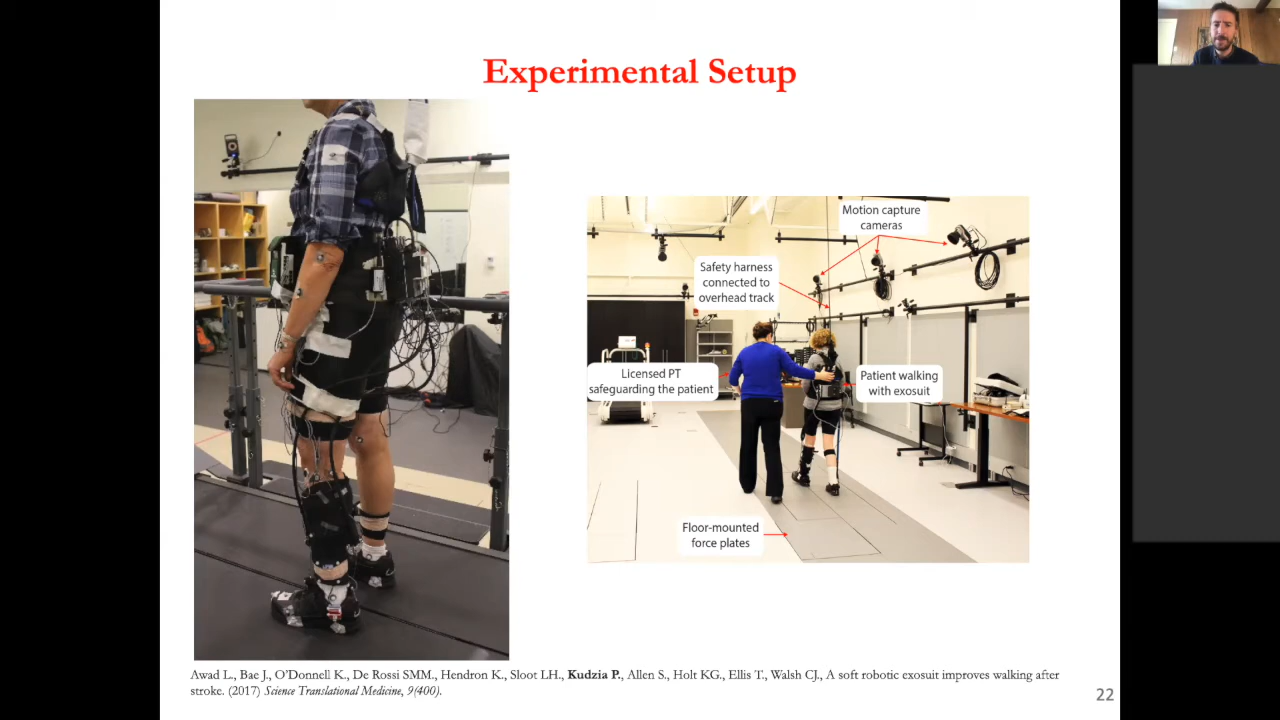 Experimental Setup
Motion capture
cameras
Safety harness
connected to
overhead track
Licensed PT
safeguarding the patient
Patient walking
with exosuit
Floor-mounted
force plates
Awad L., Bae J., O'Donnell K., De Rossi SMM., Hendron K., Sloot LH., Kudzia P., Allen S., Holt KG., Ellis T., Walsh CJ., A soft robotic exosuit improves walking after
stroke. (2017) Science Translational Medicine, 9(400).
22